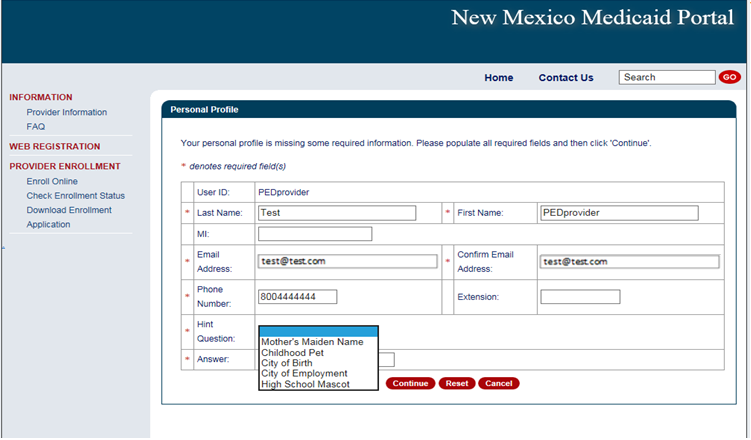 New Mexico Medicaid Portal
Home Contact Us Search GO
INFORMATION
Provider Information
FAQ
WEB REGISTRATION
PROVIDER ENROLLMENT
Enroll Online
Check Enrollment Status
Download Enrollment
Application
Personal Profile
Your personal profile is missing some required information. Please populate all required fields and then click 'Continue'.
* denotes required field(s)
User ID: PEDprovider
* Last Name: Test * First Name: PEDprovider
MI:
* Email Address: test@test.com * Confirm Email Address: test@test.com
* Phone Number: 8004444444 Extension:
* Hint Question:
Mother's Maiden Name
Childhood Pet
City of Birth
City of Employment
High School Mascot
* Answer:
Continue Reset Cancel